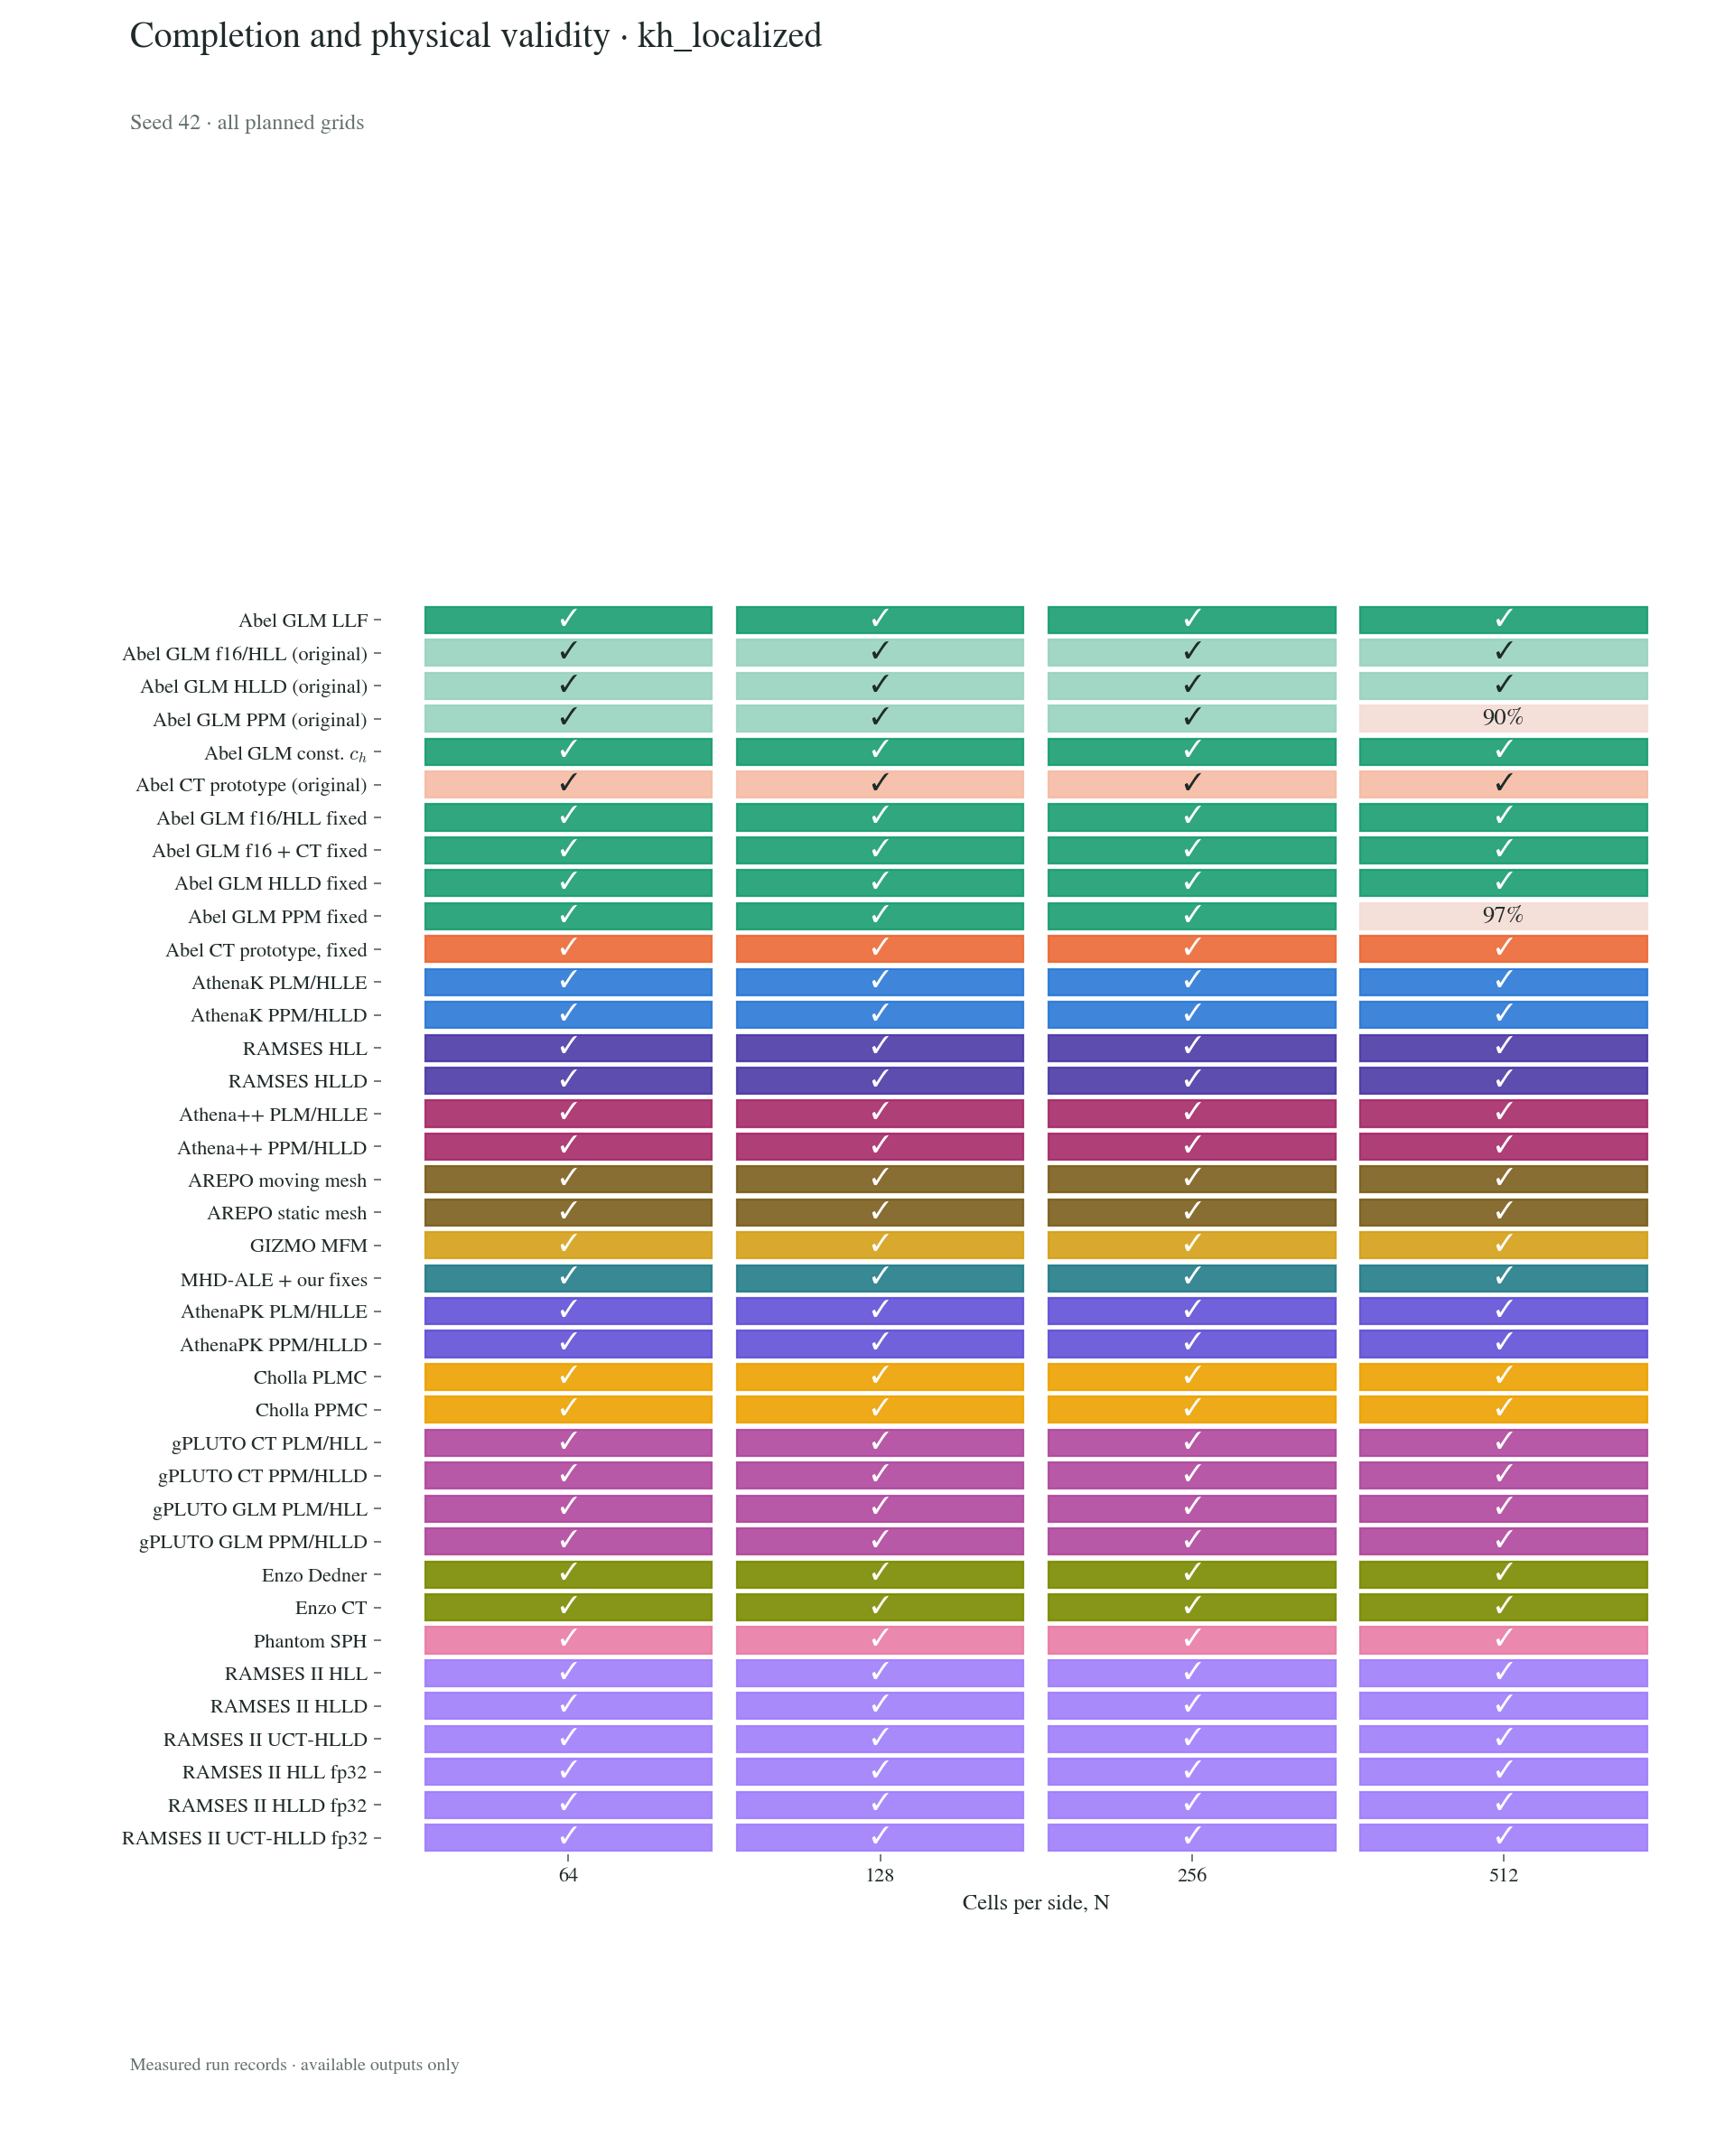 Completion and physical validity · kh_localized
Seed 42 · all planned grids
Abel GLM LLF ✓ ✓ ✓ ✓
Abel GLM f16/HLL (original) ✓ ✓ ✓ ✓
Abel GLM HLLD (original) ✓ ✓ ✓ ✓
Abel GLM PPM (original) ✓ ✓ ✓ 90%
Abel GLM const. c_h ✓ ✓ ✓ ✓
Abel CT prototype (original) ✓ ✓ ✓ ✓
Abel GLM f16/HLL fixed ✓ ✓ ✓ ✓
Abel GLM f16 + CT fixed ✓ ✓ ✓ ✓
Abel GLM HLLD fixed ✓ ✓ ✓ ✓
Abel GLM PPM fixed ✓ ✓ ✓ 97%
Abel CT prototype, fixed ✓ ✓ ✓ ✓
AthenaK PLM/HLLE ✓ ✓ ✓ ✓
AthenaK PPM/HLLD ✓ ✓ ✓ ✓
RAMSES HLL ✓ ✓ ✓ ✓
RAMSES HLLD ✓ ✓ ✓ ✓
Athena++ PLM/HLLE ✓ ✓ ✓ ✓
Athena++ PPM/HLLD ✓ ✓ ✓ ✓
AREPO moving mesh ✓ ✓ ✓ ✓
AREPO static mesh ✓ ✓ ✓ ✓
GIZMO MFM ✓ ✓ ✓ ✓
MHD-ALE + our fixes ✓ ✓ ✓ ✓
AthenaPK PLM/HLLE ✓ ✓ ✓ ✓
AthenaPK PPM/HLLD ✓ ✓ ✓ ✓
Cholla PLMC ✓ ✓ ✓ ✓
Cholla PPMC ✓ ✓ ✓ ✓
gPLUTO CT PLM/HLL ✓ ✓ ✓ ✓
gPLUTO CT PPM/HLLD ✓ ✓ ✓ ✓
gPLUTO GLM PLM/HLL ✓ ✓ ✓ ✓
gPLUTO GLM PPM/HLLD ✓ ✓ ✓ ✓
Enzo Dedner ✓ ✓ ✓ ✓
Enzo CT ✓ ✓ ✓ ✓
Phantom SPH ✓ ✓ ✓ ✓
RAMSES II HLL ✓ ✓ ✓ ✓
RAMSES II HLLD ✓ ✓ ✓ ✓
RAMSES II UCT-HLLD ✓ ✓ ✓ ✓
RAMSES II HLL fp32 ✓ ✓ ✓ ✓
RAMSES II HLLD fp32 ✓ ✓ ✓ ✓
RAMSES II UCT-HLLD fp32 ✓ ✓ ✓ ✓
64 128 256 512
Cells per side, N
Measured run records · available outputs only